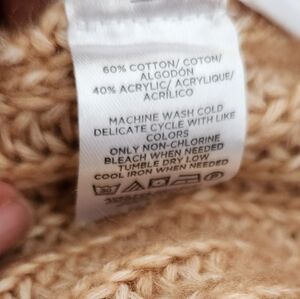 60% COTTON/ COTON/
ALGODÓN
40% ACRYLIC/ ACRYLIQUE/
ACRÍLICO
MACHINE WASH COLD
DELICATE CYCLE WITH LIKE
COLORS
ONLY NON-CHLORINE
BLEACH WHEN NEEDED
TUMBLE DRY LOW
COOL IRON WHEN NEEDED